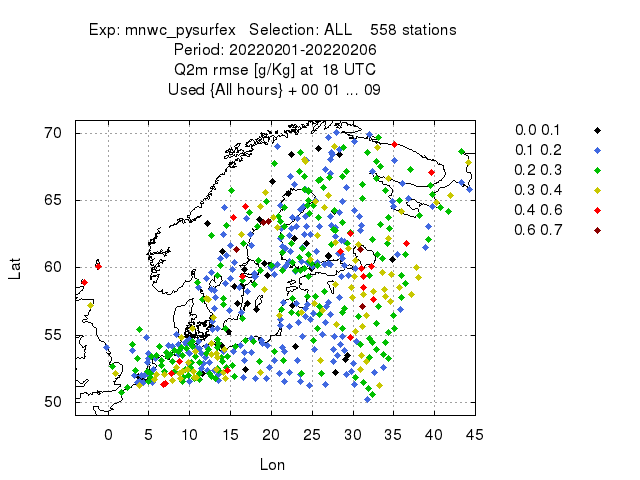 Exp: mnwc_pysurfex   Selection: ALL    558 stations
Period: 20220201-20220206
Q2m rmse [g/Kg] at  18 UTC
Used {All hours} + 00 01 ... 09
0.0 0.1
0.1 0.2
0.2 0.3
0.3 0.4
0.4 0.6
0.6 0.7
70
65
60
55
50
Lat
0 5 10 15 20 25 30 35 40 45
Lon